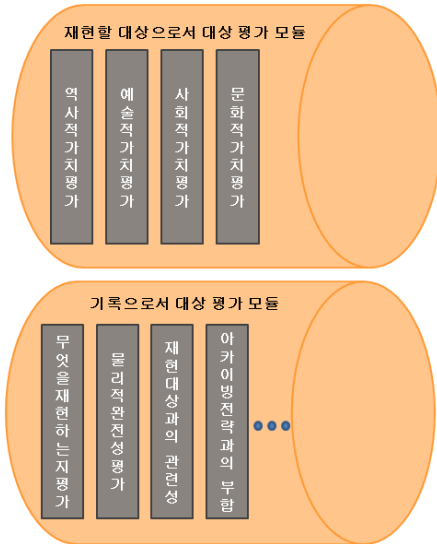 재현할 대상으로서 대상 평가 모듈
역사적가치평가
예술적가치평가
사회적가치평가
문화적가치평가
기록으로서 대상 평가 모듈
무엇을재현하는지평가
물리적완전성평가
재현대상과의 관련성
아카이빙전략과의 부합